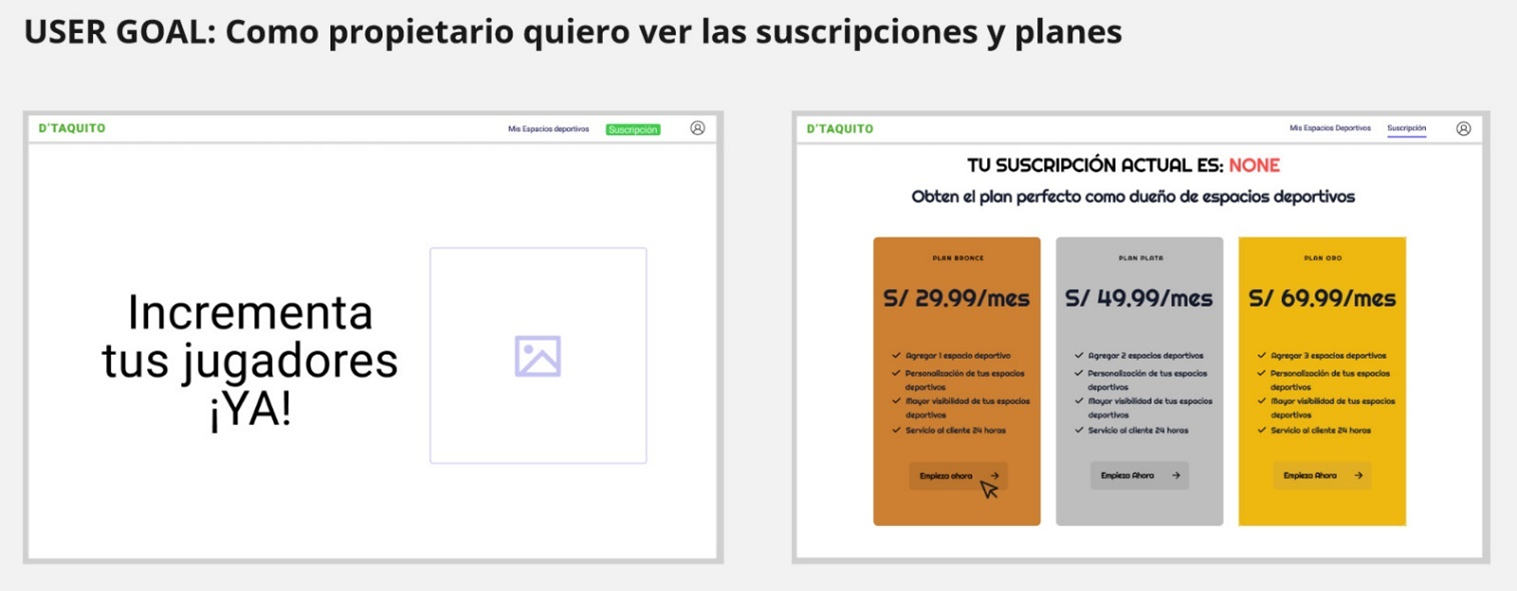 USER GOAL: Como propietario quiero ver las suscripciones y planes
D'TAQUITO
Mis Espacios deportivos
Suscripción
Incrementa
tus jugadores
¡YA!
D'TAQUITO
Mis Espacios Deportivos
Suscripción
TU SUSCRIPCIÓN ACTUAL ES: NONE
Obten el plan perfecto como dueño de espacios deportivos
PLAN BRONCE
S/ 29.99/mes
Agregar 1 espacio deportivo
Personalización de tus espacios
deportivos
Mayor visibilidad de tus espacios
deportivos
Servicio al cliente 24 horas
Empieza ahora
PLAN PLATA
S/ 49.99/mes
Agregar 2 espacios deportivos
Personalización de tus espacios
deportivos
Mayor visibilidad de tus espacios
deportivos
Servicio al cliente 24 horas
Empieza Ahora
PLAN ORO
S/ 69.99/mes
Agregar 3 espacios deportivos
Personalización de tus espacios
deportivos
Mayor visibilidad de tus espacios
deportivos
Servicio al cliente 24 horas
Empieza Ahora